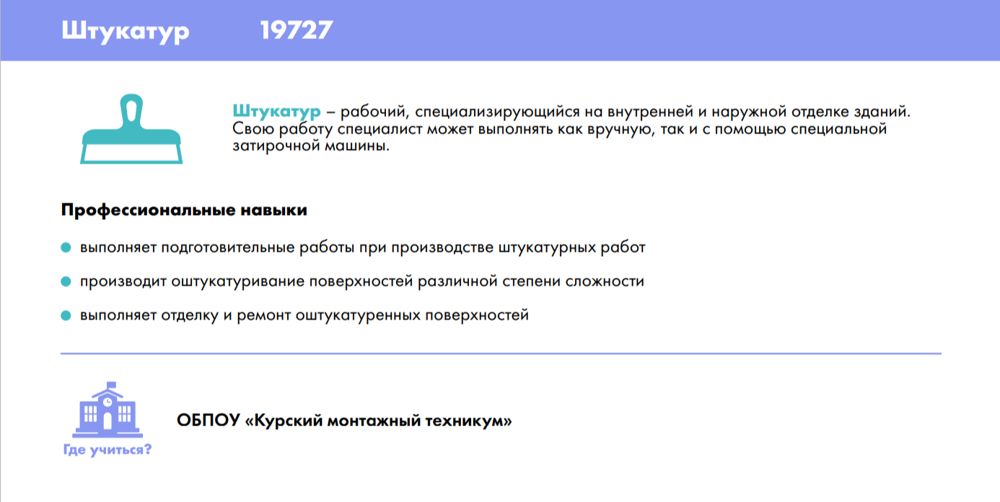 Штукатур 19727
Штукатур – рабочий, специализирующийся на внутренней и наружной отделке зданий.
Свою работу специалист может выполнять как вручную, так и с помощью специальной
затирочной машины.
Профессиональные навыки
выполняет подготовительные работы при производстве штукатурных работ
производит оштукатуривание поверхностей различной степени сложности
выполняет отделку и ремонт оштукатуренных поверхностей
ОБПОУ «Курский монтажный техникум»
Где учиться?